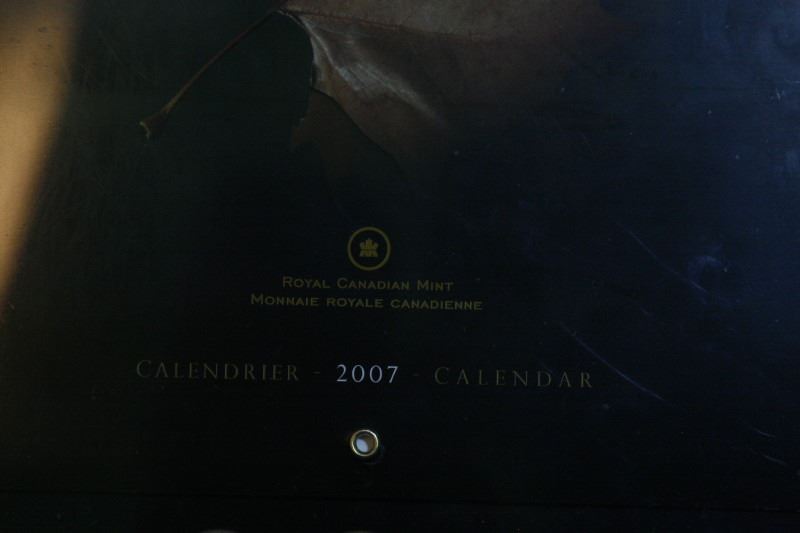 Royal Canadian Mint
Monnaie royale canadienne
CALENDRIER - 2007 - CALENDAR